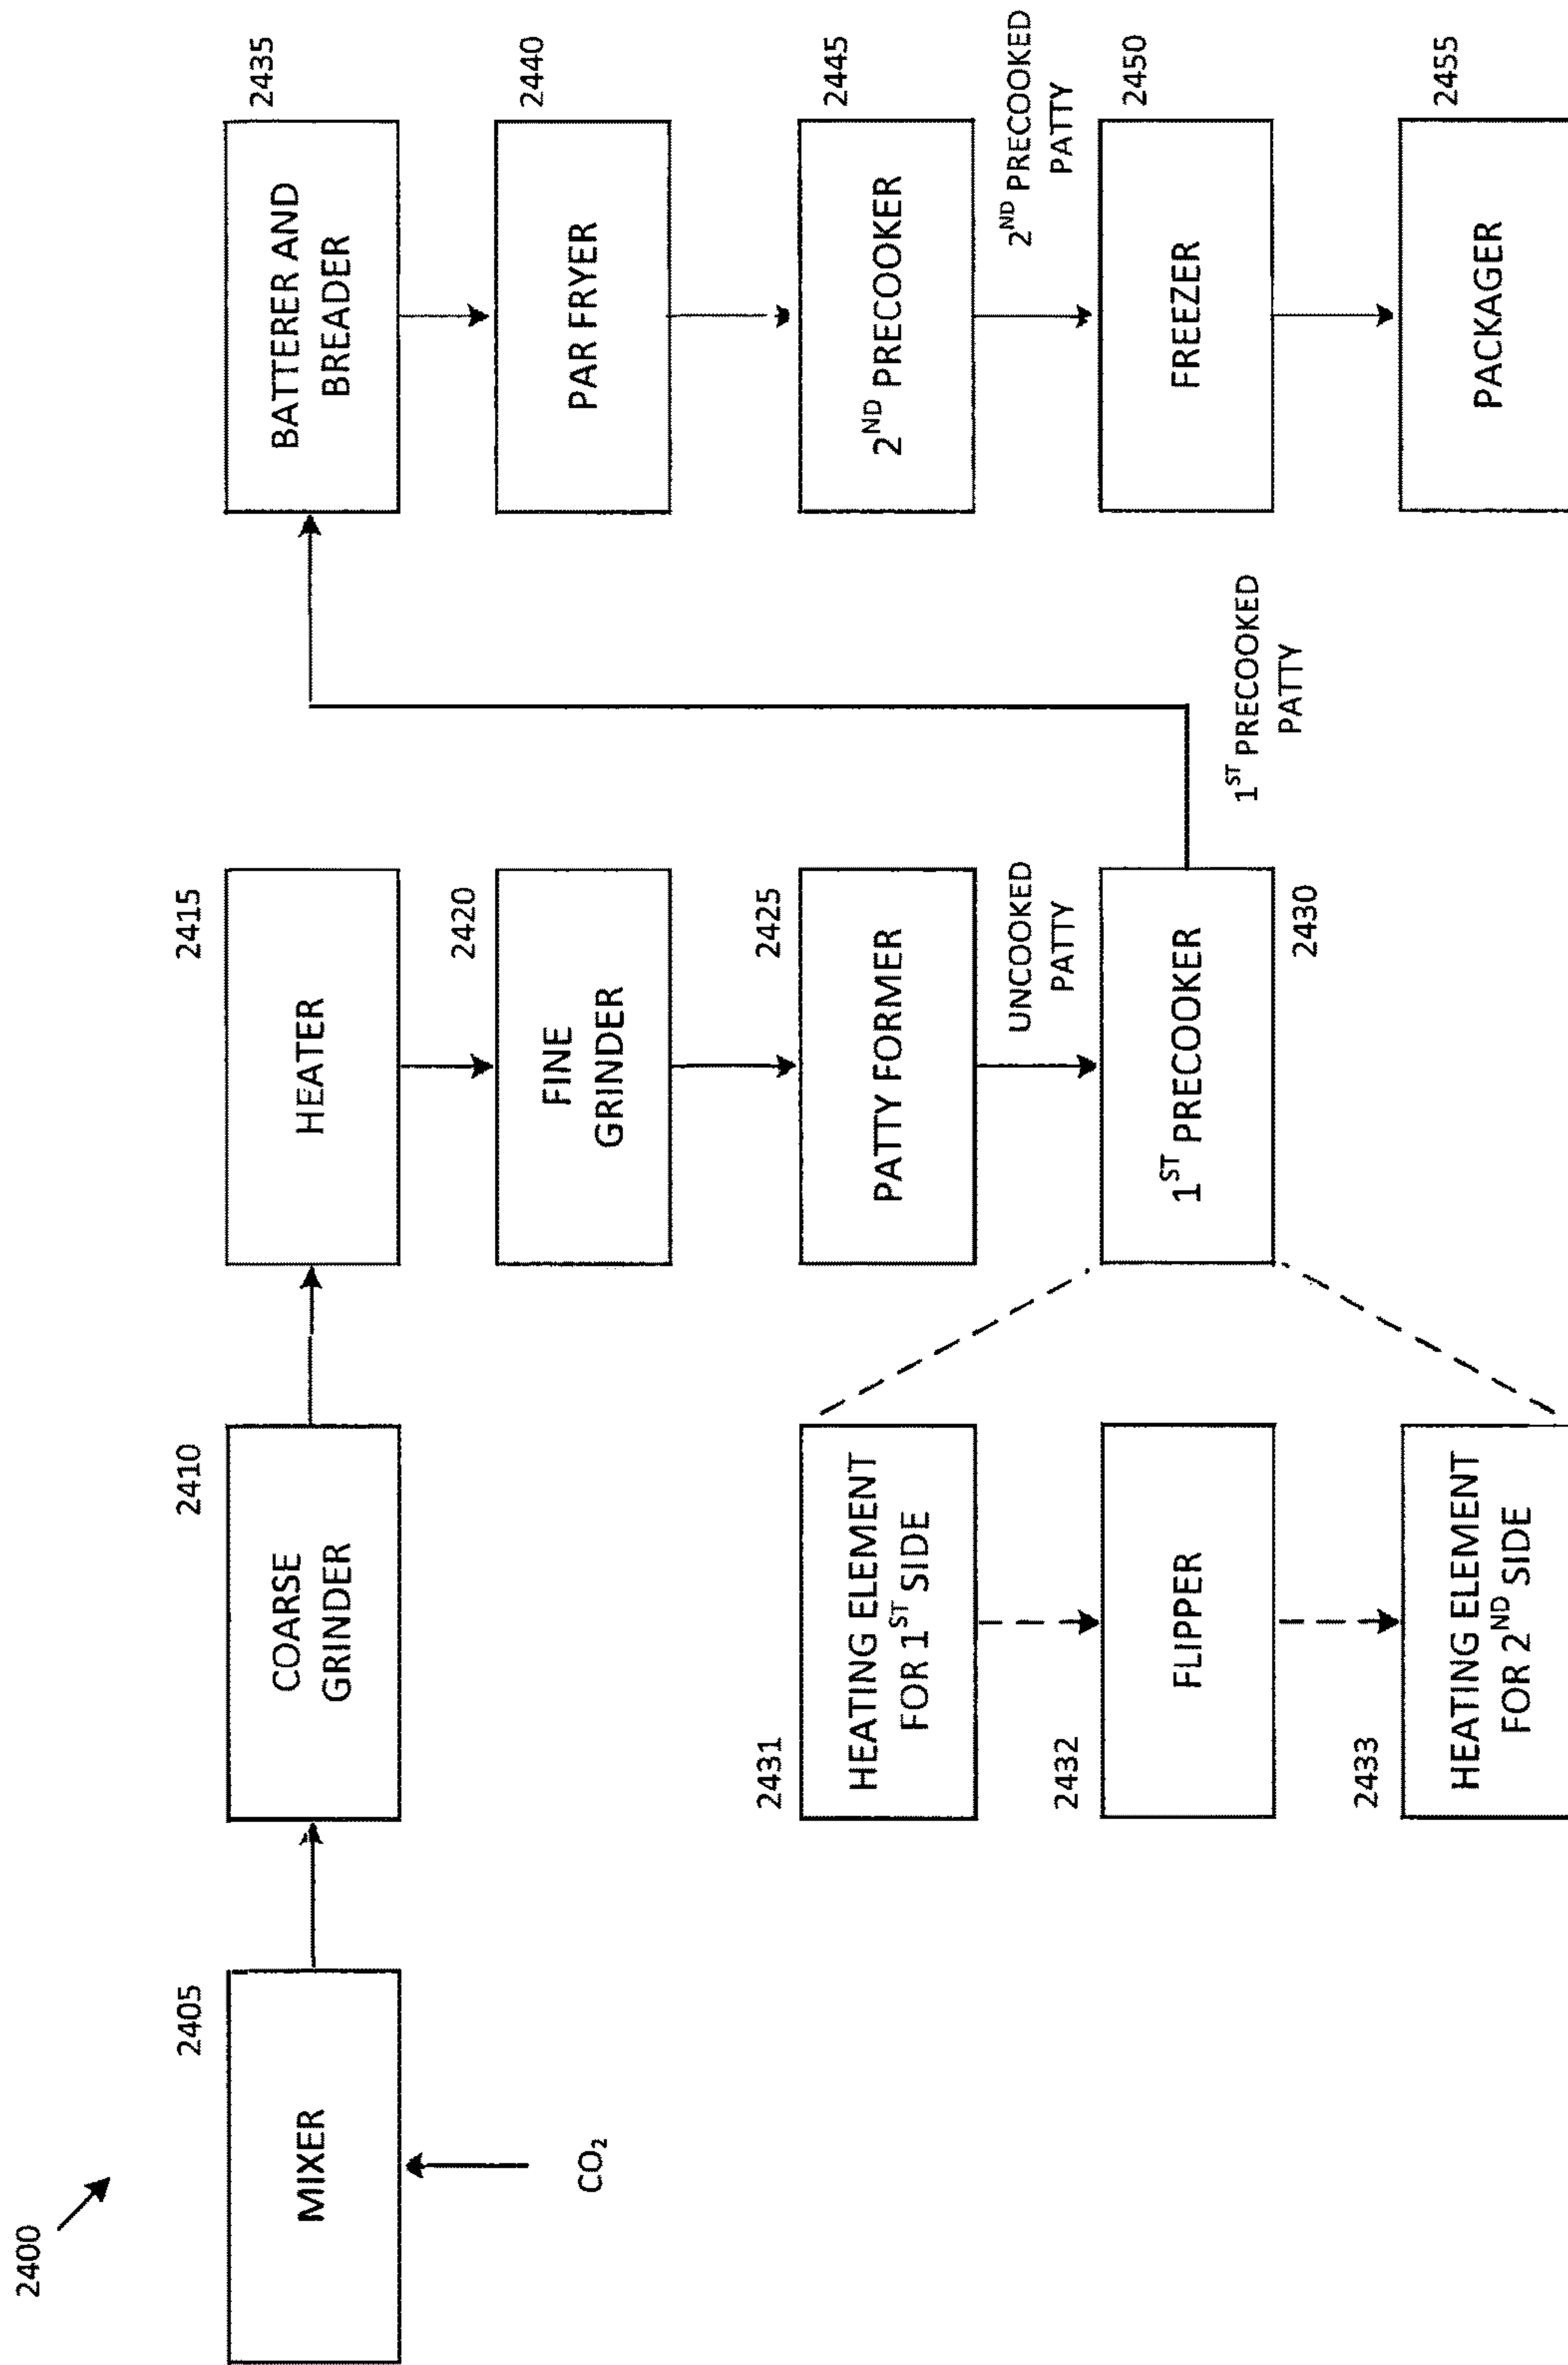 2400
2405
MIXER
CO₂
2410
COARSE
GRINDER
2415
HEATER
2420
FINE
GRINDER
2425
PATTY FORMER
UNCOOKED
PATTY
1ST PRECOOKER
2430
1ST PRECOOKED
PATTY
2431
HEATING ELEMENT
FOR 1ST SIDE
2432
FLIPPER
2433
HEATING ELEMENT
FOR 2ND SIDE
2435
BATTERER AND
BREADER
2440
PAR FRYER
2445
2ND PRECOOKER
2ND PRECOOKED
PATTY
2450
FREEZER
2455
PACKAGER